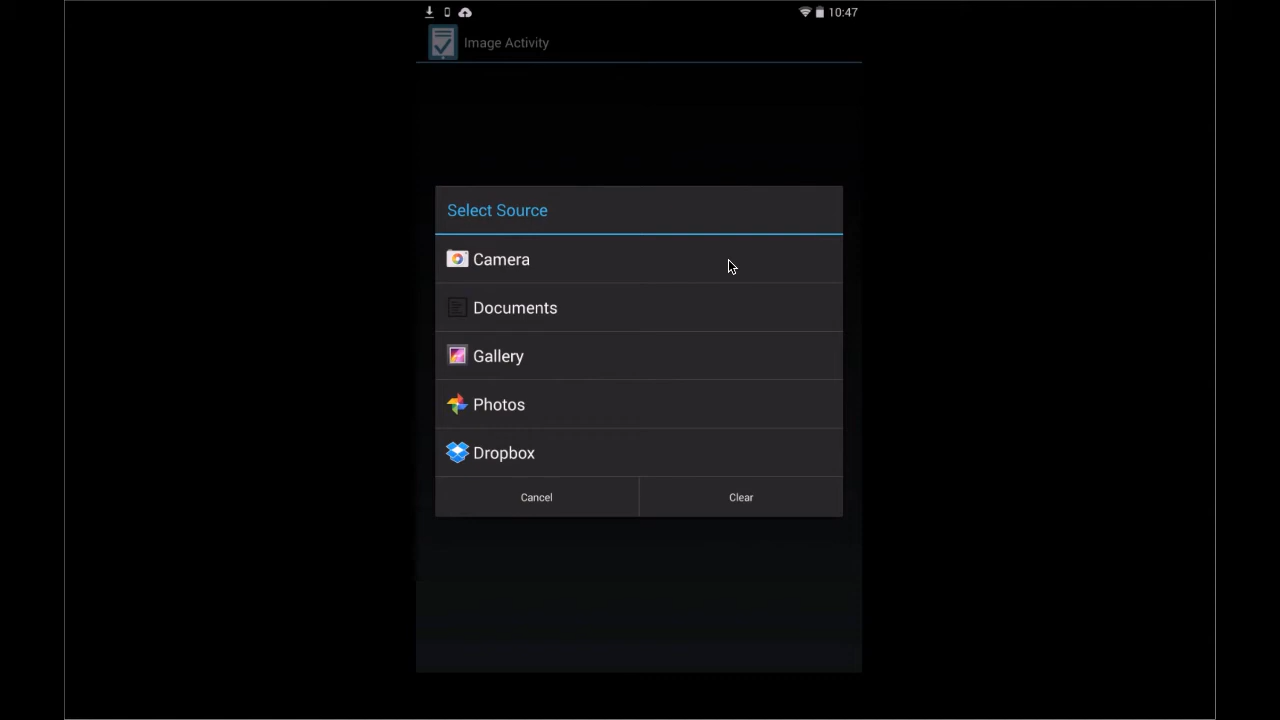 10:47
Image Activity
Select Source
Camera
Documents
Gallery
Photos
Dropbox
Cancel Clear